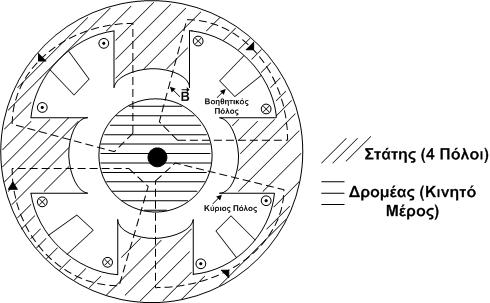 B
Βοηθητικός
Πόλος
Κύριος Πόλος
Στάτης (4 Πόλοι)
Δρομέας (Κινητό
Μέρος)